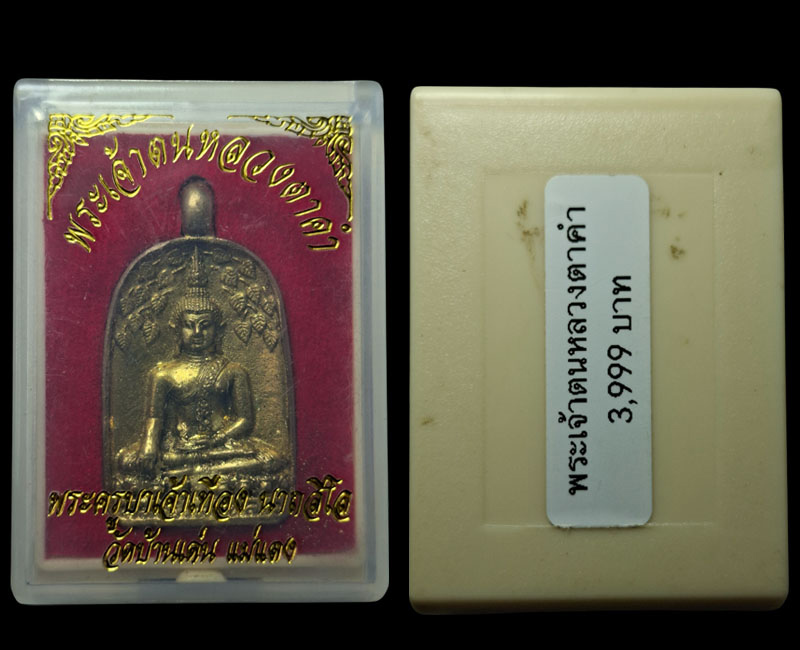 พระเจ้าตนหลวงตาคำ
พระครูบาเจ้าเทือง นาถสีโล
วัดบ้านเด่น แม่แตง
พระเจ้าตนหลวงตาคำ
3,999 บาท